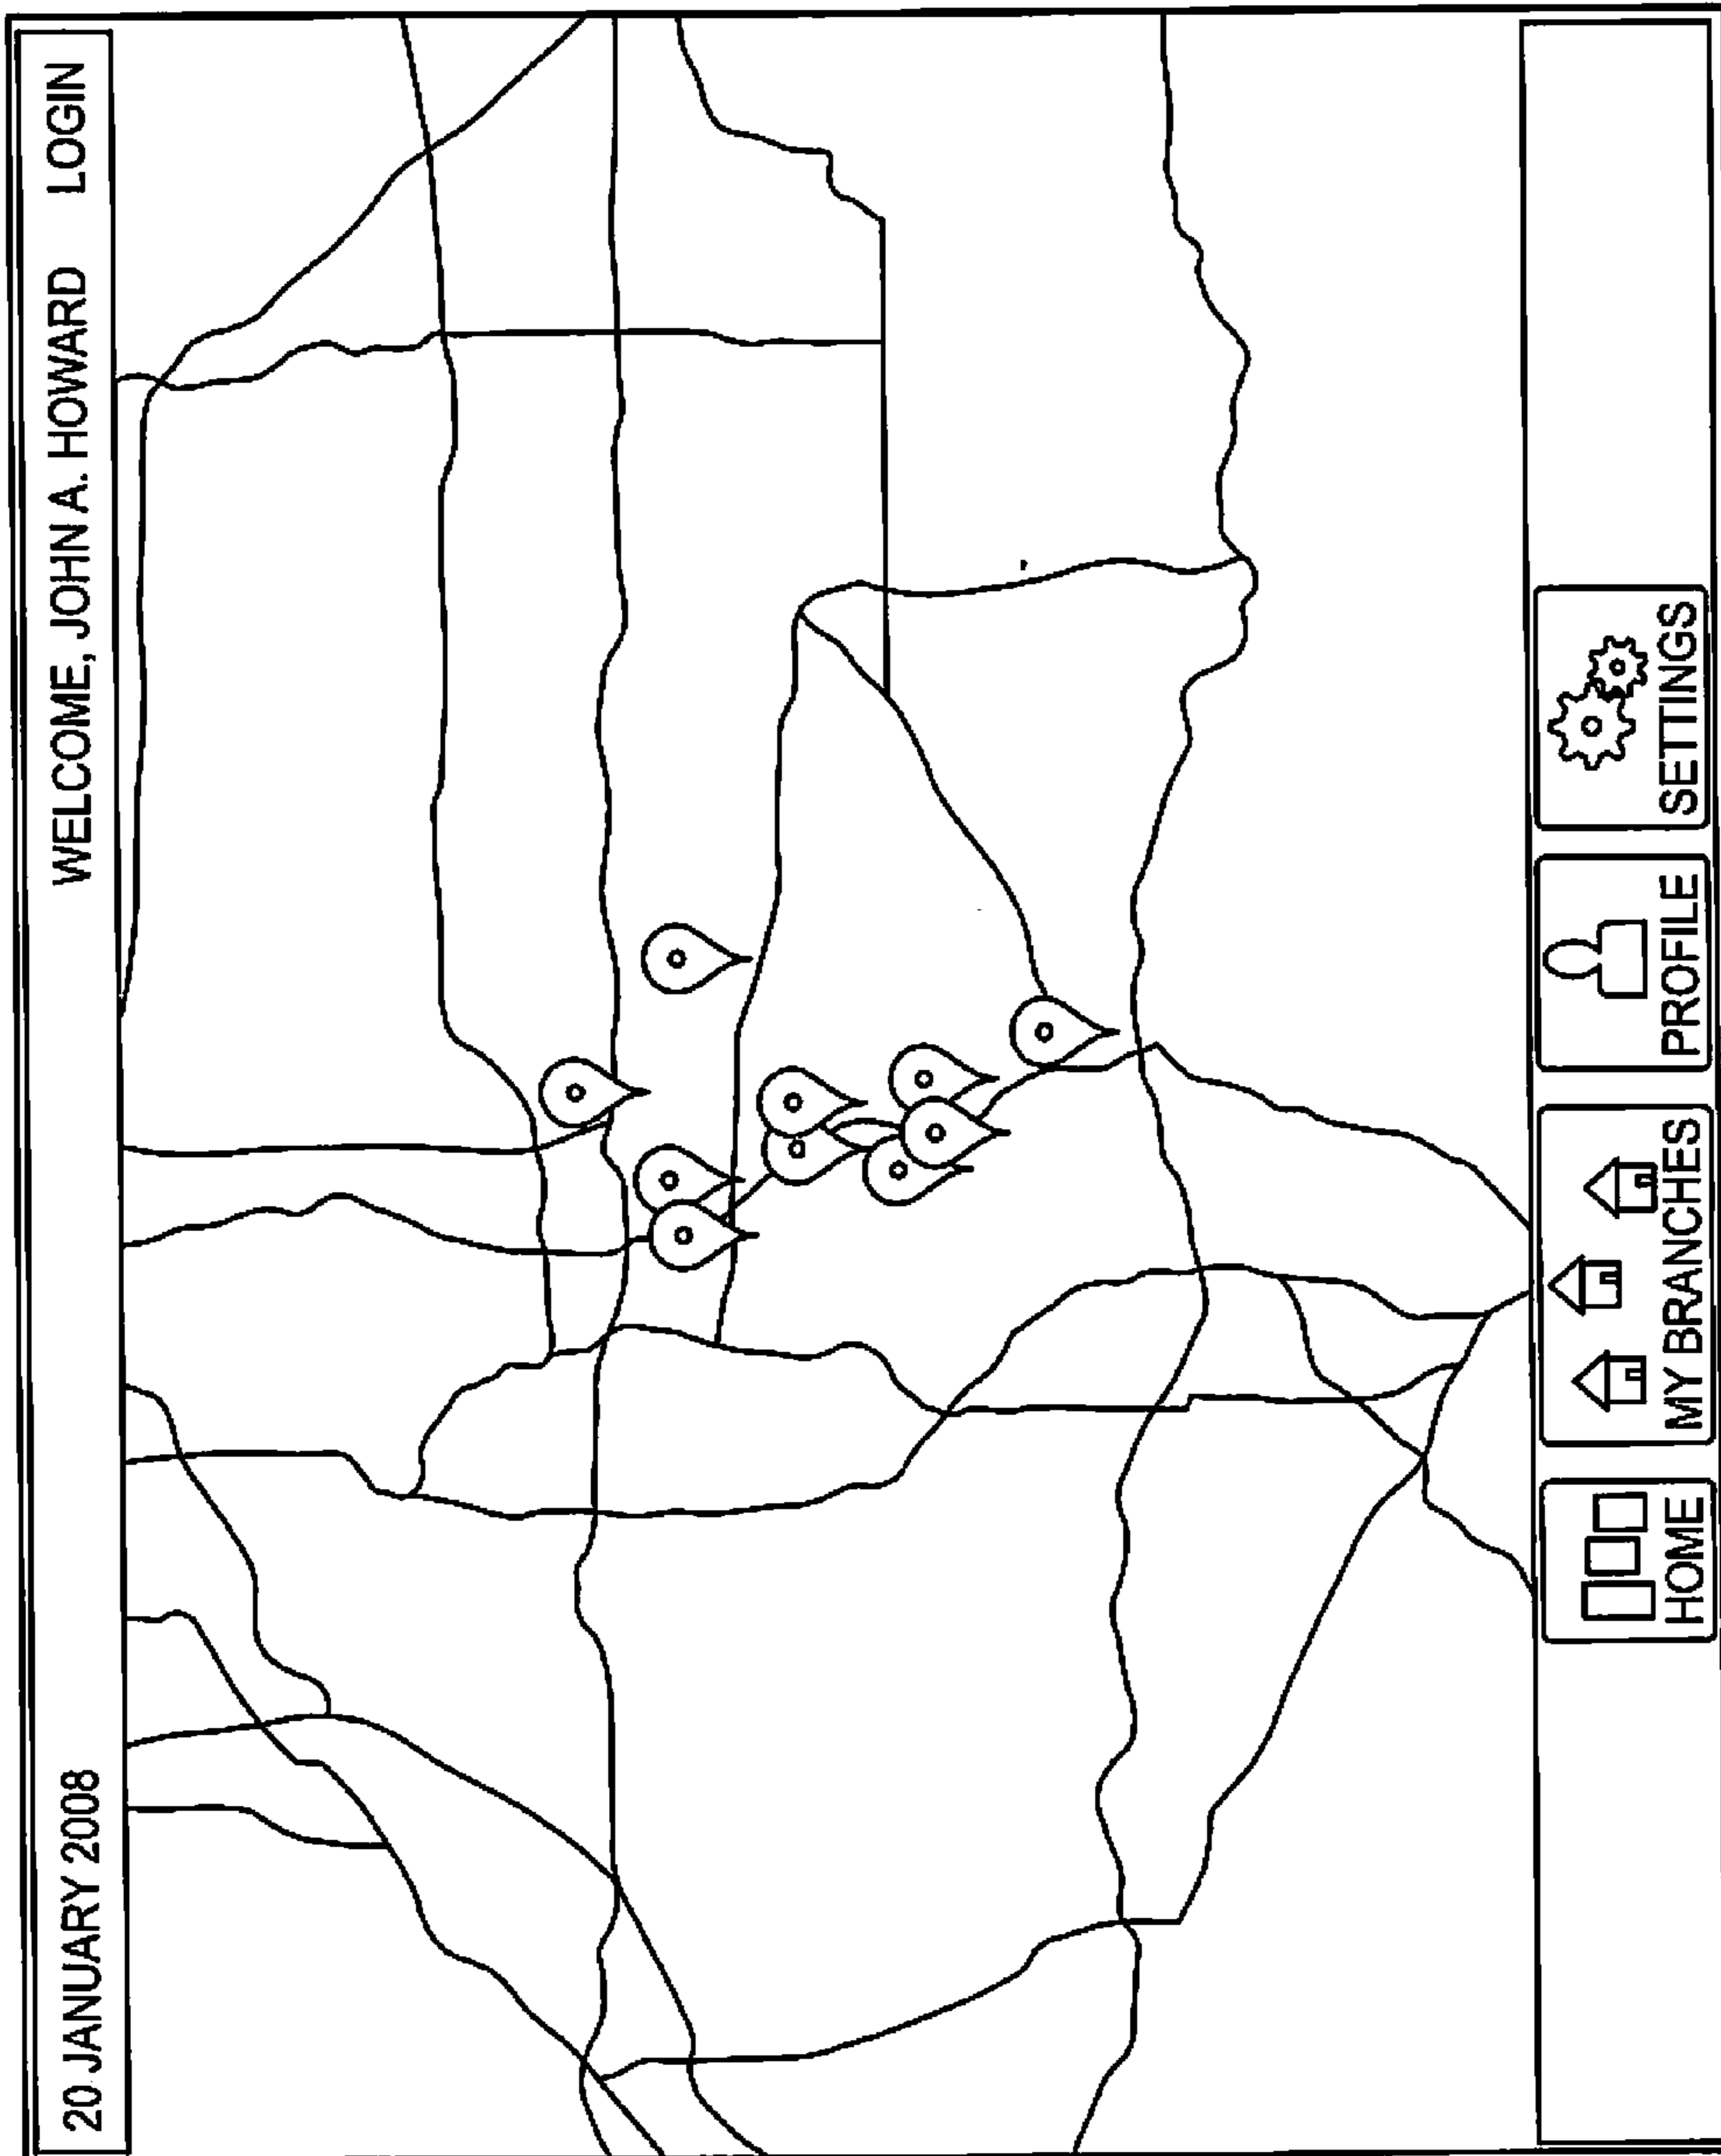 20 JANUARY 2008 WELCOME, JOHN A. HOWARD LOGIN
HOME MY BRANCHES PROFILE SETTINGS